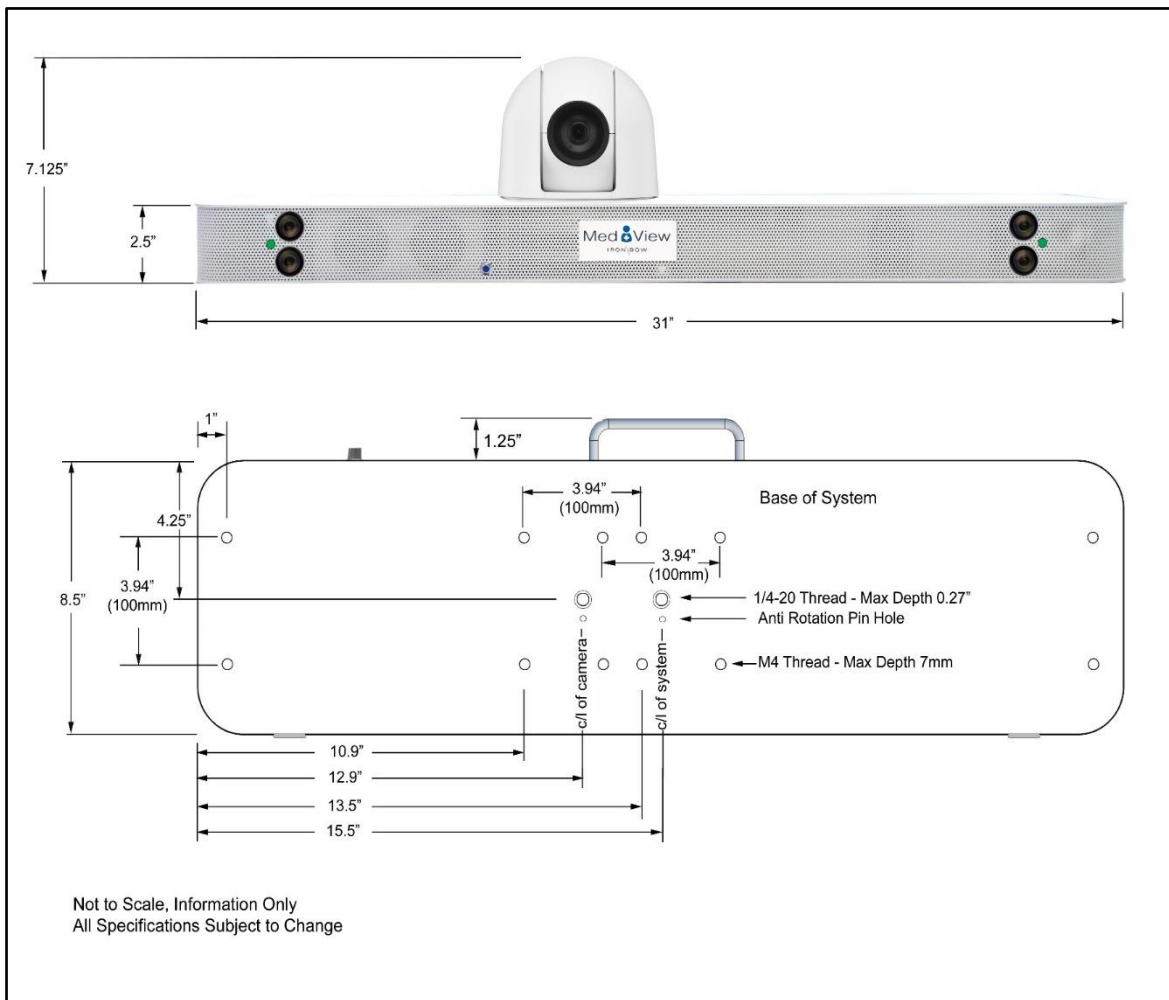 7.125”
2.5”
Med View
IRON BOW
31”
1”
1.25”
3.94”
(100mm)
Base of System
4.25”
3.94”
(100mm)
3.94”
(100mm)
8.5”
1/4-20 Thread - Max Depth 0.27”
Anti Rotation Pin Hole
M4 Thread - Max Depth 7mm
c/l of camera
c/l of system
10.9”
12.9”
13.5”
15.5”
Not to Scale, Information Only
All Specifications Subject to Change